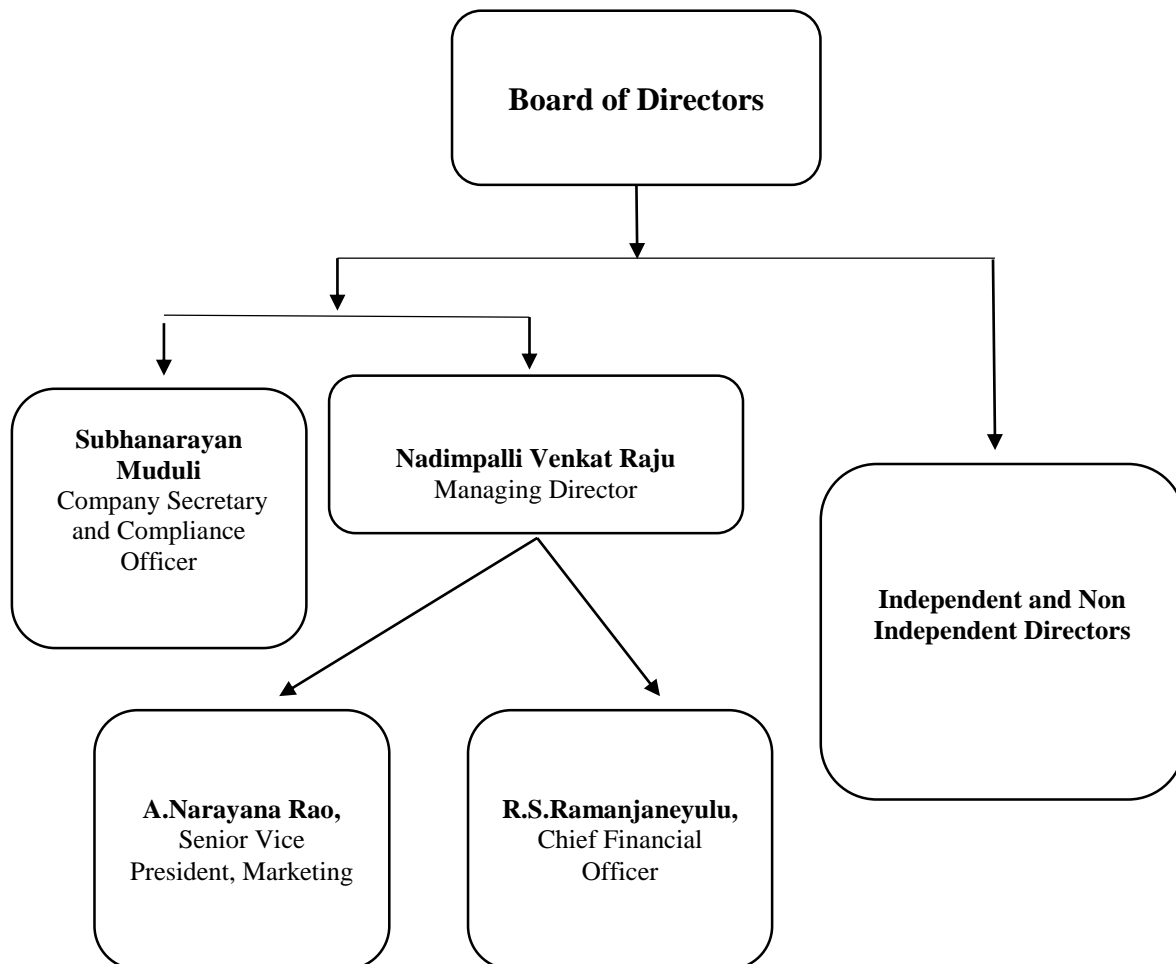 Board of Directors
Subhanarayan
Muduli
Company Secretary
and Compliance
Officer
Nadimpalli Venkat Raju
Managing Director
Independent and Non
Independent Directors
A.Narayana Rao,
Senior Vice
President, Marketing
R.S.Ramanjaneyulu,
Chief Financial
Officer